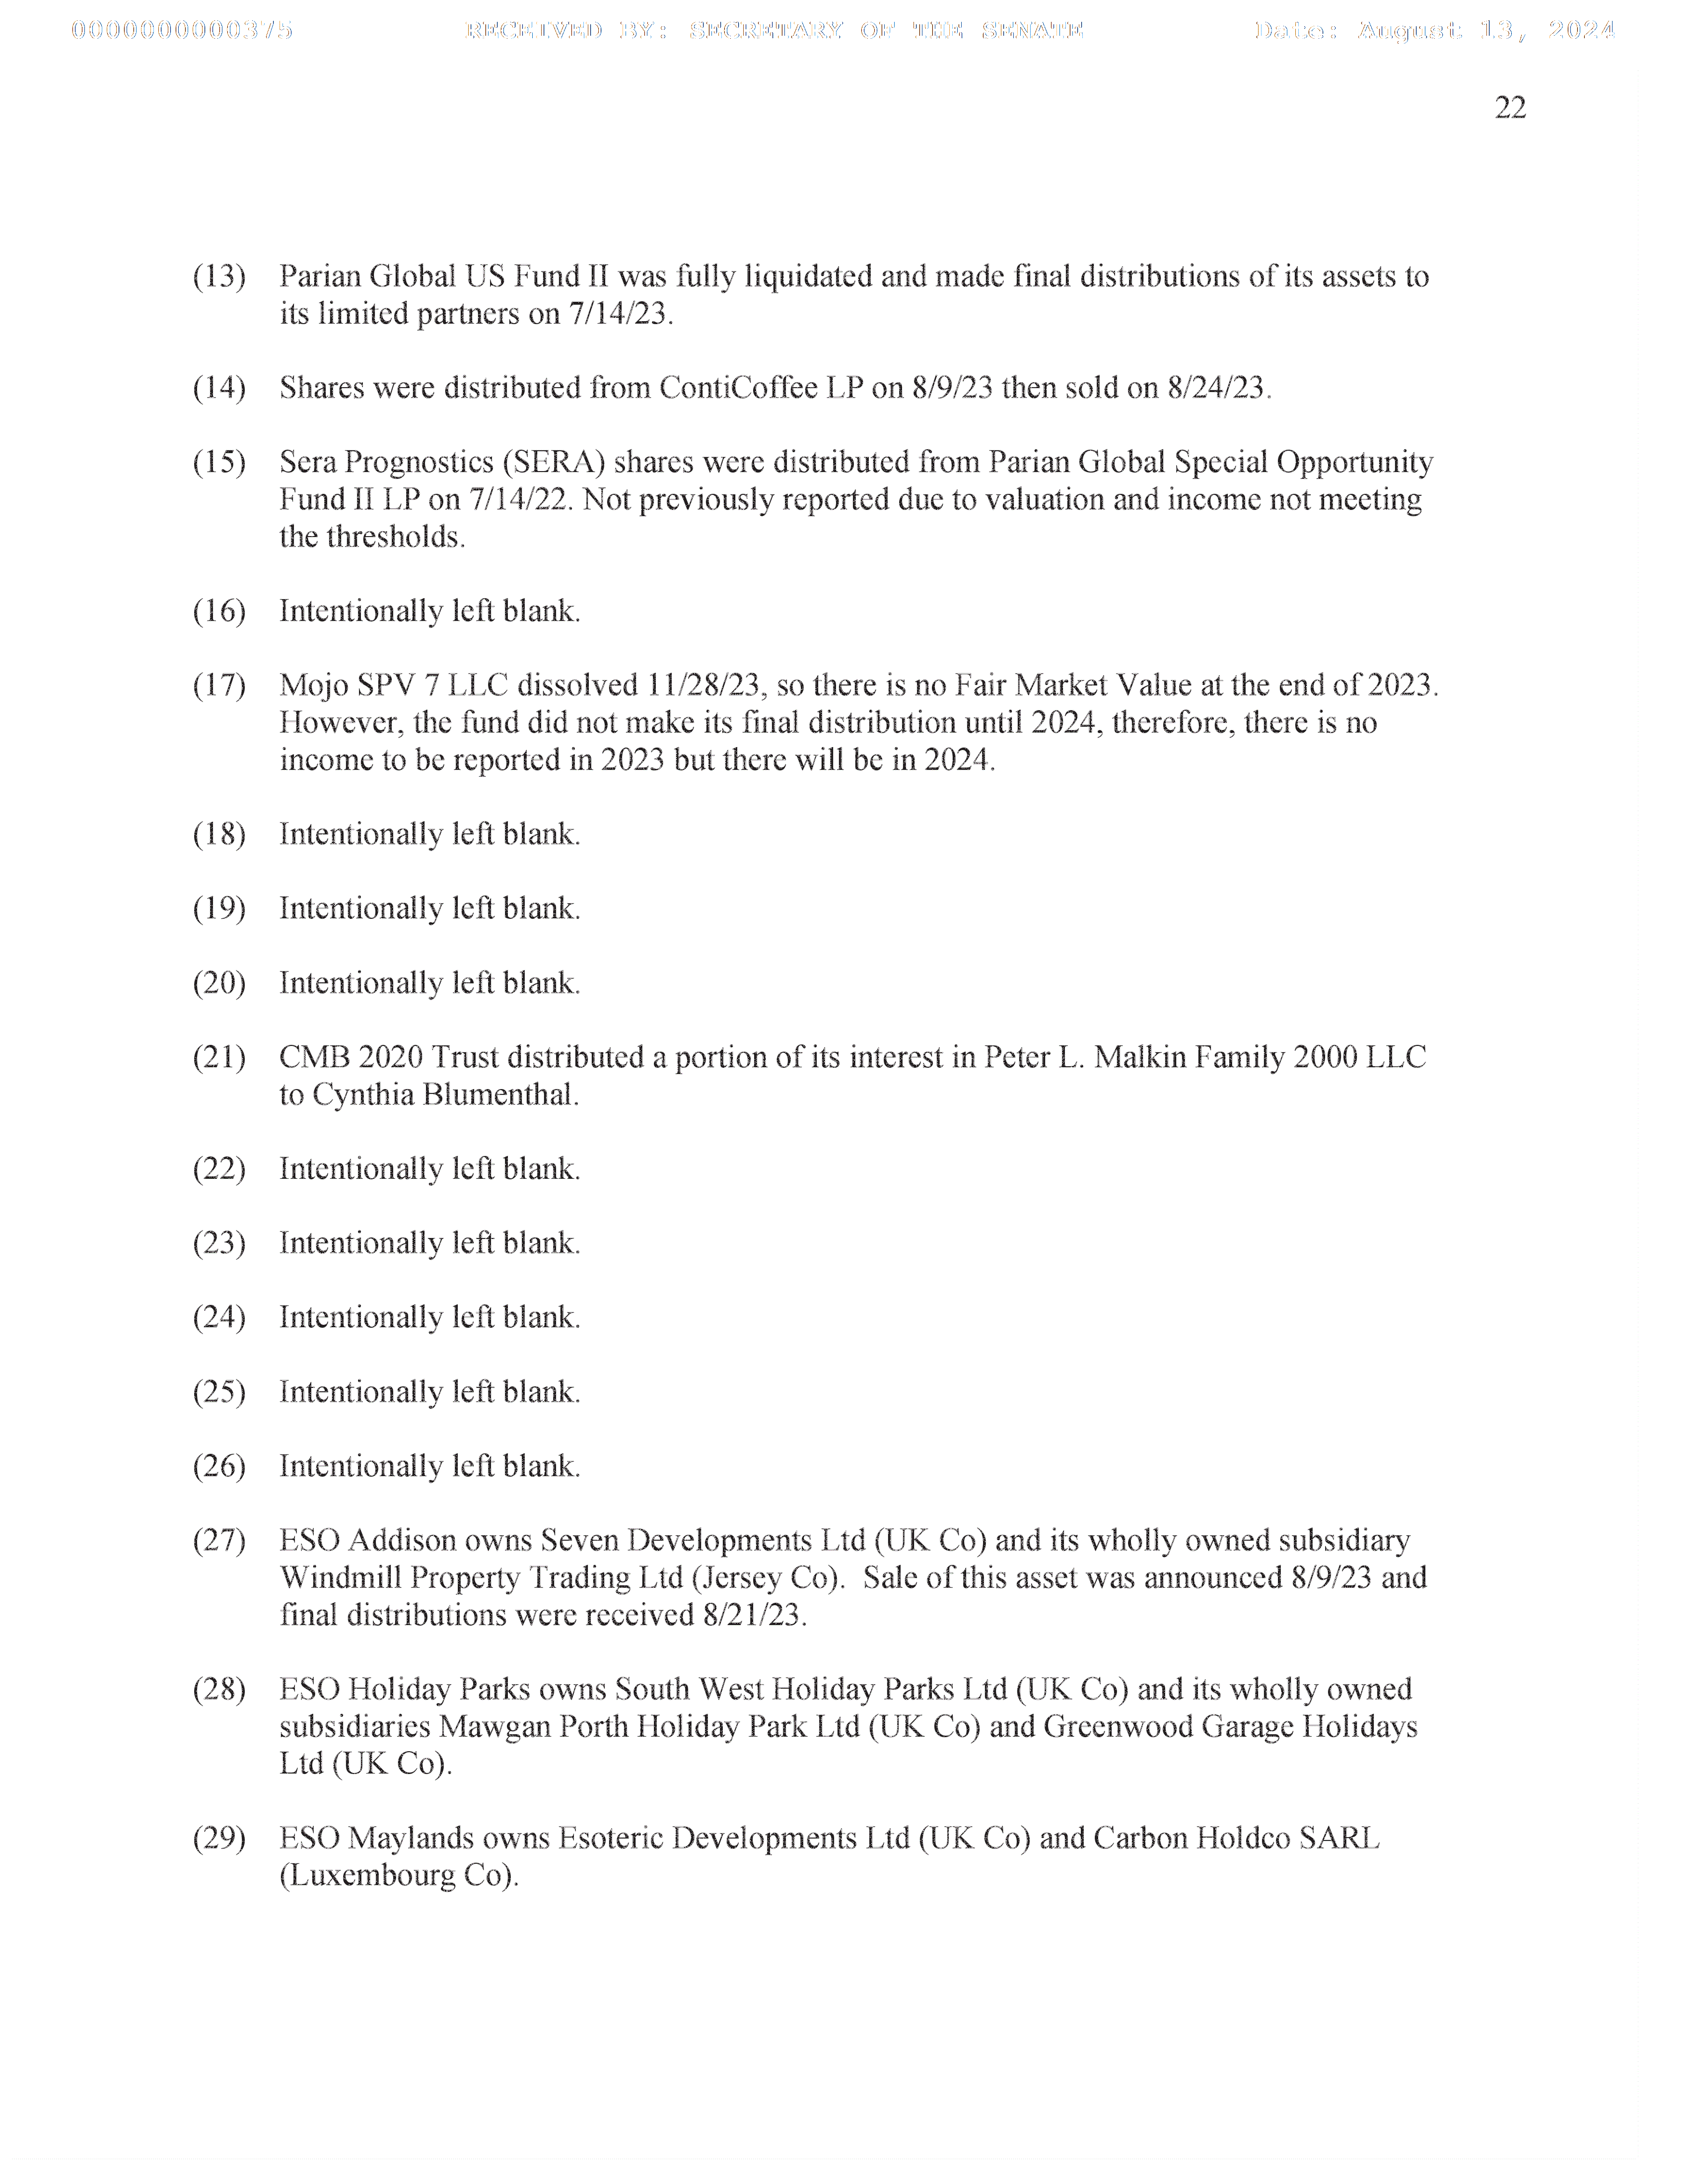 0000000000375 RECEIVED BY: SECRETARY OF THE SENATE Date: August 13, 2024
22
(13) Parian Global US Fund II was fully liquidated and made final distributions of its assets to
its limited partners on 7/14/23.
(14) Shares were distributed from ContiCoffee LP on 8/9/23 then sold on 8/24/23.
(15) Sera Prognostics (SERA) shares were distributed from Parian Global Special Opportunity
Fund II LP on 7/14/22. Not previously reported due to valuation and income not meeting
the thresholds.
(16) Intentionally left blank.
(17) Mojo SPV 7 LLC dissolved 11/28/23, so there is no Fair Market Value at the end of 2023.
However, the fund did not make its final distribution until 2024, therefore, there is no
income to be reported in 2023 but there will be in 2024.
(18) Intentionally left blank.
(19) Intentionally left blank.
(20) Intentionally left blank.
(21) CMB 2020 Trust distributed a portion of its interest in Peter L. Malkin Family 2000 LLC
to Cynthia Blumenthal.
(22) Intentionally left blank.
(23) Intentionally left blank.
(24) Intentionally left blank.
(25) Intentionally left blank.
(26) Intentionally left blank.
(27) ESO Addison owns Seven Developments Ltd (UK Co) and its wholly owned subsidiary
Windmill Property Trading Ltd (Jersey Co). Sale of this asset was announced 8/9/23 and
final distributions were received 8/21/23.
(28) ESO Holiday Parks owns South West Holiday Parks Ltd (UK Co) and its wholly owned
subsidiaries Mawgan Porth Holiday Park Ltd (UK Co) and Greenwood Garage Holidays
Ltd (UK Co).
(29) ESO Maylands owns Esoteric Developments Ltd (UK Co) and Carbon Holdco SARL
(Luxembourg Co).